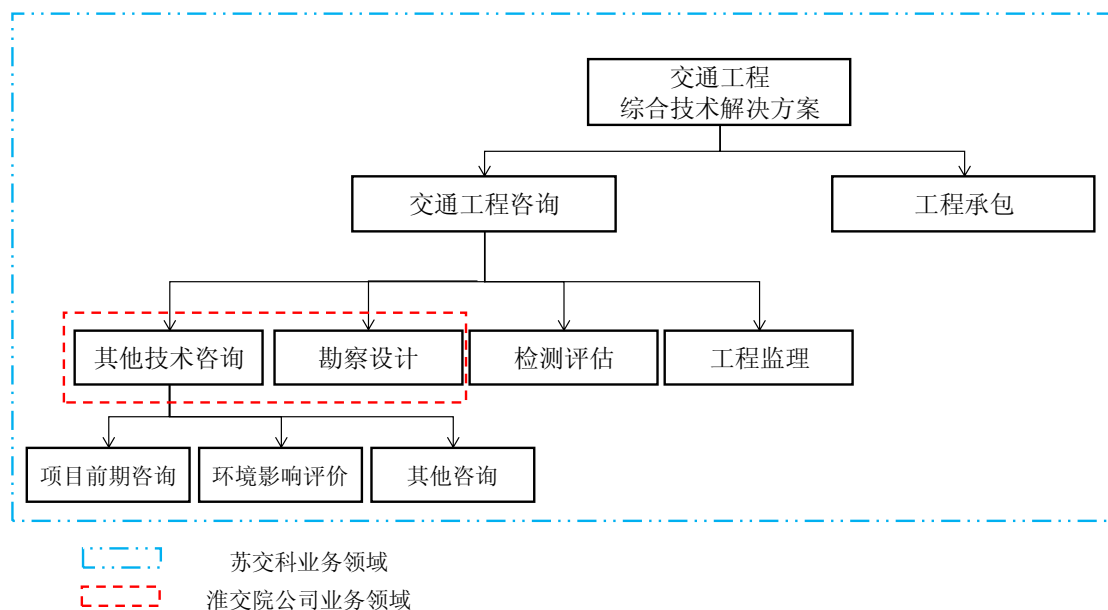 交通工程
综合技术解决方案
交通工程咨询
工程承包
其他技术咨询
勘察设计
检测评估
工程监理
项目前期咨询
环境影响评价
其他咨询
苏交科业务领域
淮交院公司业务领域